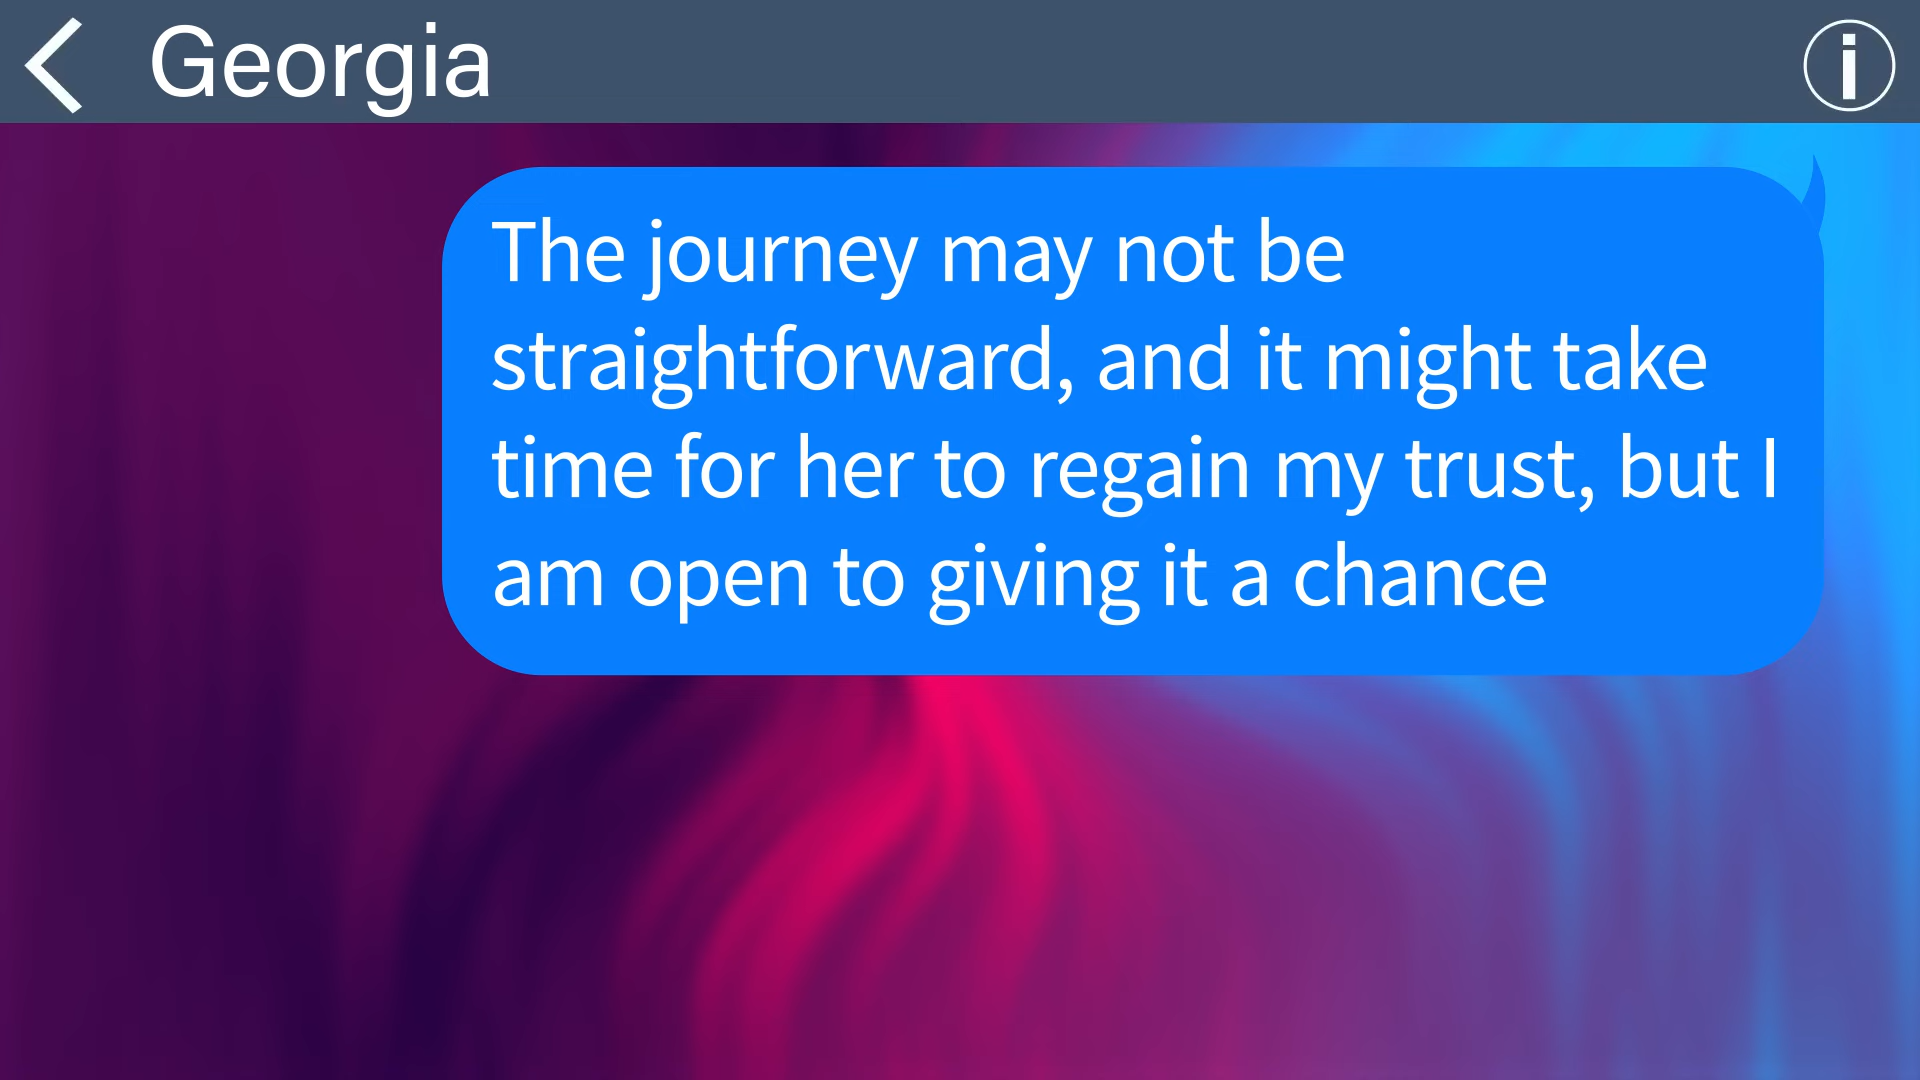 Georgia
The journey may not be
straightforward, and it might take
time for her to regain my trust, but I
am open to giving it a chance